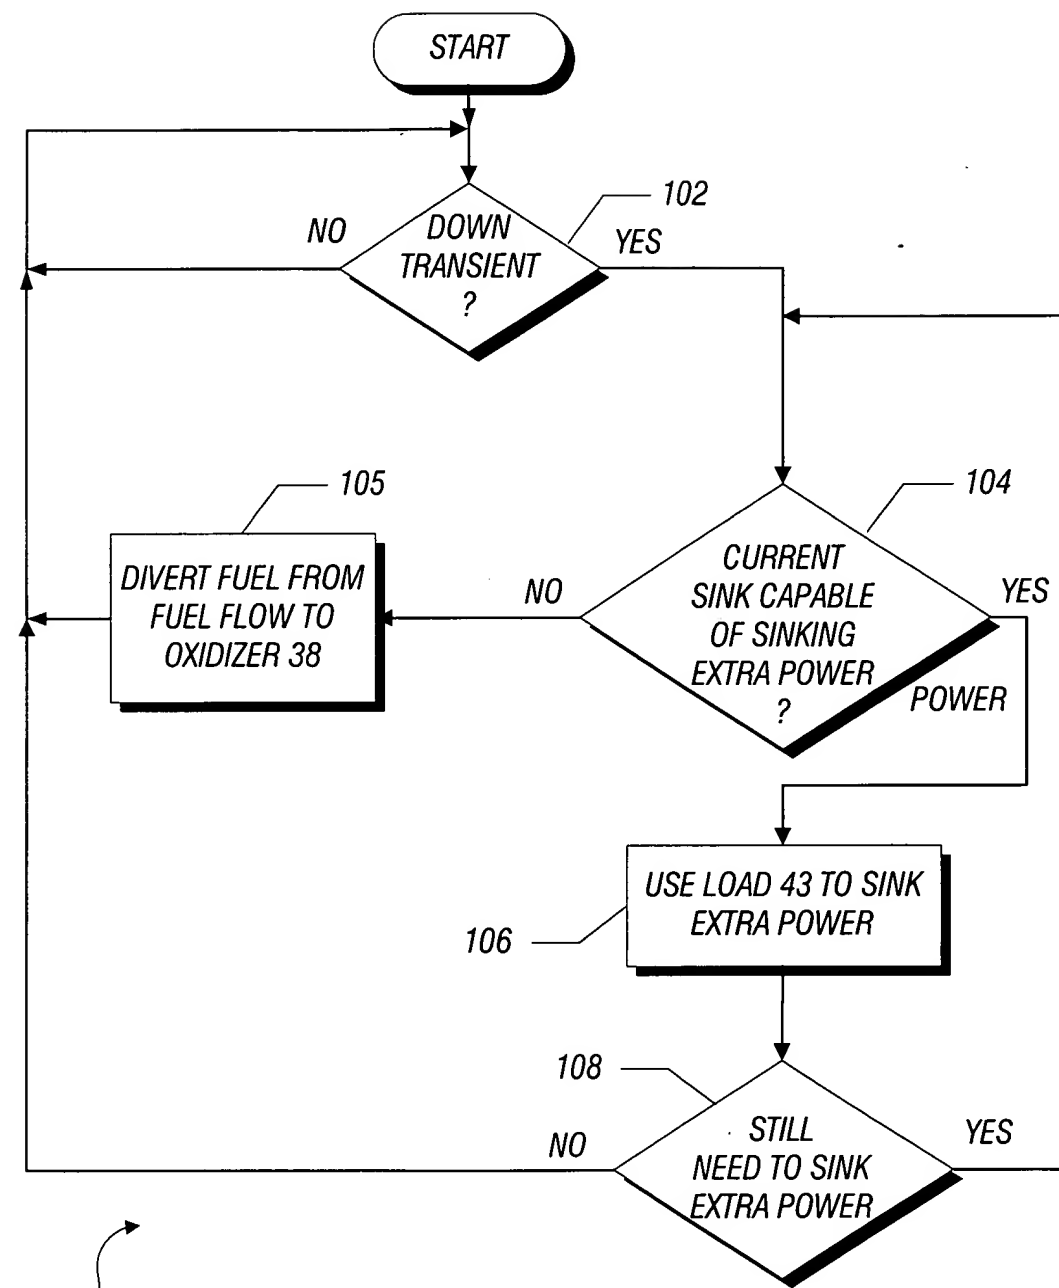 START
102
NO
DOWN
TRANSIENT
?
YES
105
104
DIVERT FUEL FROM
FUEL FLOW TO
OXIDIZER 38
NO
CURRENT
SINK CAPABLE
OF SINKING
EXTRA POWER
?
YES
POWER
USE LOAD 43 TO SINK
EXTRA POWER
106
108
NO
STILL
NEED TO SINK
EXTRA POWER
YES